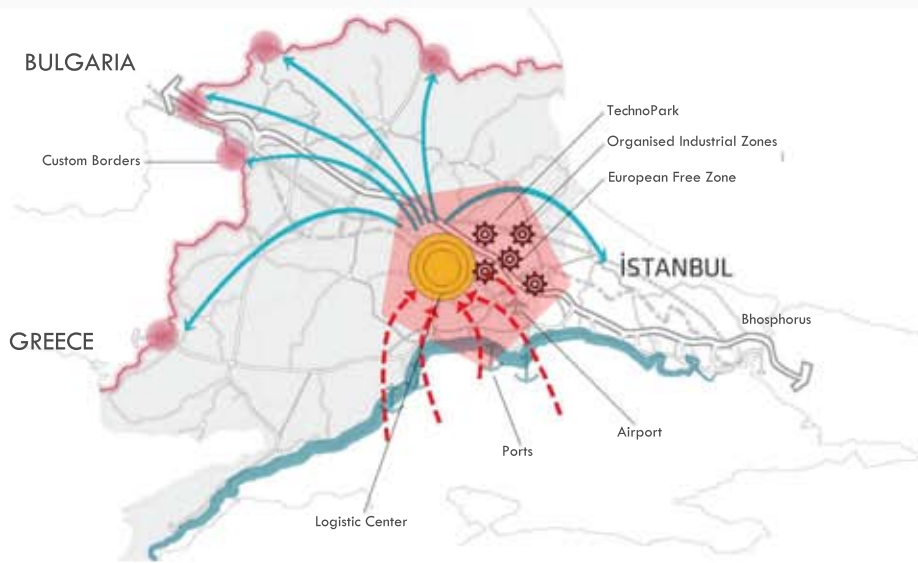 BULGARIA
TechnoPark
Organised Industrial Zones
Custom Borders
European Free Zone
İSTANBUL
Bhosphorus
GREECE
Airport
Ports
Logistic Center